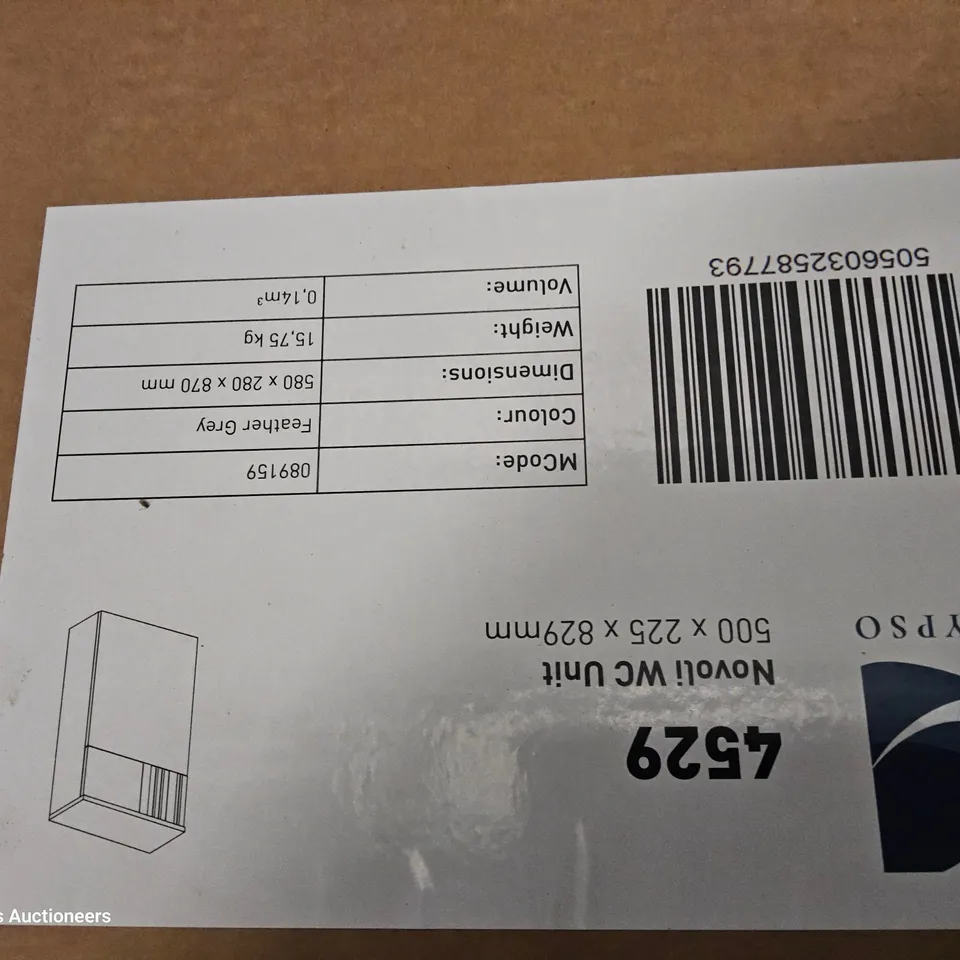 YPSO
4529
Novoli WC Unit
500 x 225 x 829mm
MCode: 089159
Colour: Feather Grey
Dimensions: 580 x 280 x 870 mm
Weight: 15,75 kg
Volume: 0,14m³
5056032587793
s Auctioneers